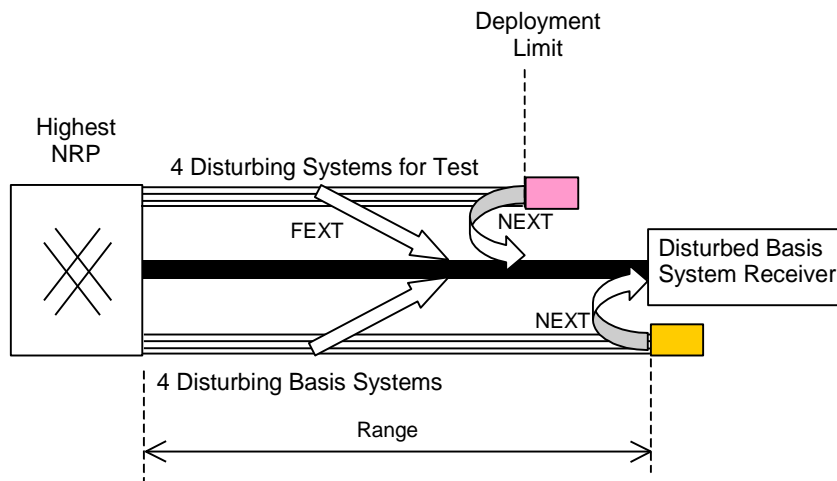 Deployment
Limit
Highest
NRP
4 Disturbing Systems for Test
FEXT
NEXT
Disturbed Basis
System Receiver
NEXT
4 Disturbing Basis Systems
Range